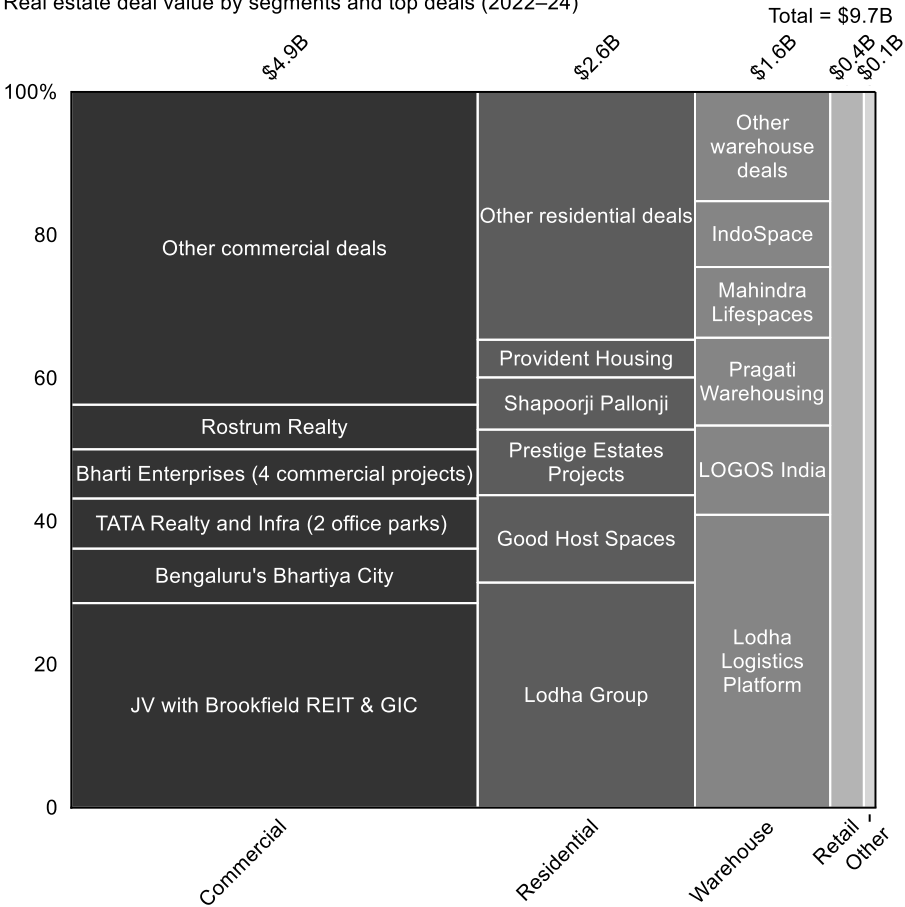 Real estate deal value by segments and top deals (2022–24)
Total = $9.7B
$4.9B
$2.6B
$1.6B
$0.4B
$0.1B
100%
80
60
40
20
0
Other commercial deals
Rostrum Realty
Bharti Enterprises (4 commercial projects)
TATA Realty and Infra (2 office parks)
Bengaluru's Bhartiya City
JV with Brookfield REIT & GIC
Other residential deals
Provident Housing
Shapoorji Pallonji
Prestige Estates
Projects
Good Host Spaces
Lodha Group
Other
warehouse
deals
IndoSpace
Mahindra
Lifespaces
Pragati
Warehousing
LOGOS India
Lodha
Logistics
Platform
Commercial
Residential
Warehouse
Retail
Other